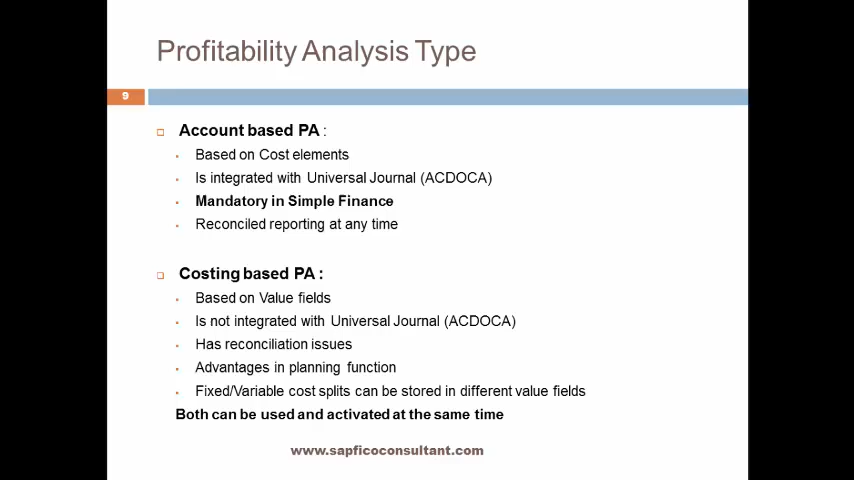 Profitability Analysis Type
9
Account based PA :
Based on Cost elements
Is integrated with Universal Journal (ACDOCA)
Mandatory in Simple Finance
Reconciled reporting at any time
Costing based PA :
Based on Value fields
Is not integrated with Universal Journal (ACDOCA)
Has reconciliation issues
Advantages in planning function
Fixed/Variable cost splits can be stored in different value fields
Both can be used and activated at the same time
www.sapficoconsultant.com